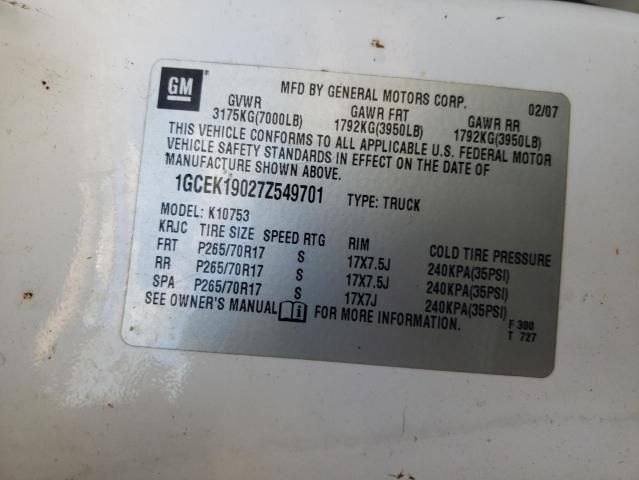 GM
MFD BY GENERAL MOTORS CORP. 02/07
GVWR GAWR FRT GAWR RR
3175KG(7000LB) 1792KG(3950LB) 1792KG(3950LB)
THIS VEHICLE CONFORMS TO ALL APPLICABLE U.S. FEDERAL MOTOR
VEHICLE SAFETY STANDARDS IN EFFECT ON THE DATE OF
MANUFACTURE SHOWN ABOVE.
1GCEK19027Z549701 TYPE: TRUCK
MODEL: K10753
KRJC TIRE SIZE SPEED RTG RIM COLD TIRE PRESSURE
FRT P265/70R17 S 17X7.5J 240KPA(35PSI)
RR P265/70R17 S 17X7.5J 240KPA(35PSI)
SPA P265/70R17 S 17X7J 240KPA(35PSI)
SEE OWNER'S MANUAL i FOR MORE INFORMATION.
F 300
T 727